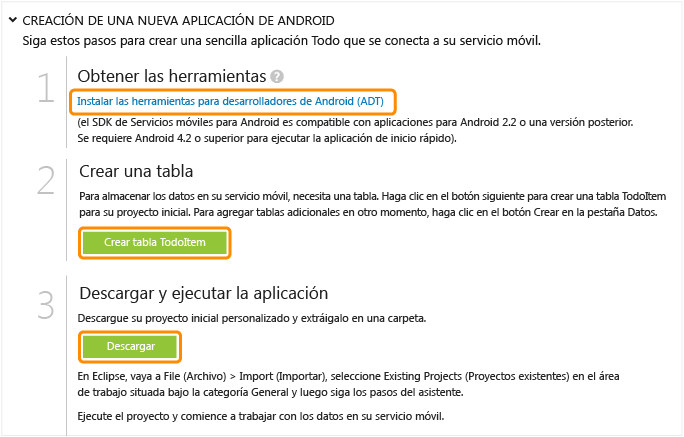 CREACIÓN DE UNA NUEVA APLICACIÓN DE ANDROID
Siga estos pasos para crear una sencilla aplicación Todo que se conecta a su servicio móvil.
1
Obtener las herramientas ?
Instalar las herramientas para desarrolladores de Android (ADT)
(el SDK de Servicios móviles para Android es compatible con aplicaciones para Android 2.2 o una versión posterior.
Se requiere Android 4.2 o superior para ejecutar la aplicación de inicio rápido).
2
Crear una tabla
Para almacenar los datos en su servicio móvil, necesita una tabla. Haga clic en el botón siguiente para crear una tabla TodoItem
para su proyecto inicial. Para agregar tablas adicionales en otro momento, haga clic en el botón Crear en la pestaña Datos.
Crear tabla TodoItem
3
Descargar y ejecutar la aplicación
Descargue su proyecto inicial personalizado y extráigalo en una carpeta.
Descargar
En Eclipse, vaya a File (Archivo) > Import (Importar), seleccione Existing Projects (Proyectos existentes) en el área
de trabajo situada bajo la categoría General y luego siga los pasos del asistente.
Ejecute el proyecto y comience a trabajar con los datos en su servicio móvil.